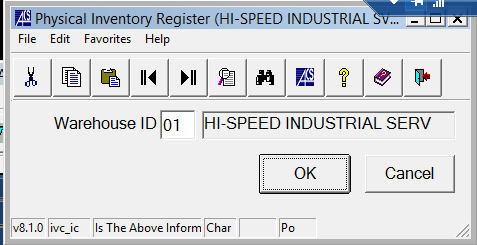 Physical Inventory Register (HI-SPEED INDUSTRIAL SV...
File Edit Favorites Help
Warehouse ID 01 HI-SPEED INDUSTRIAL SERV
OK Cancel
v8.1.0 ivc_ic Is The Above Inform Char Po